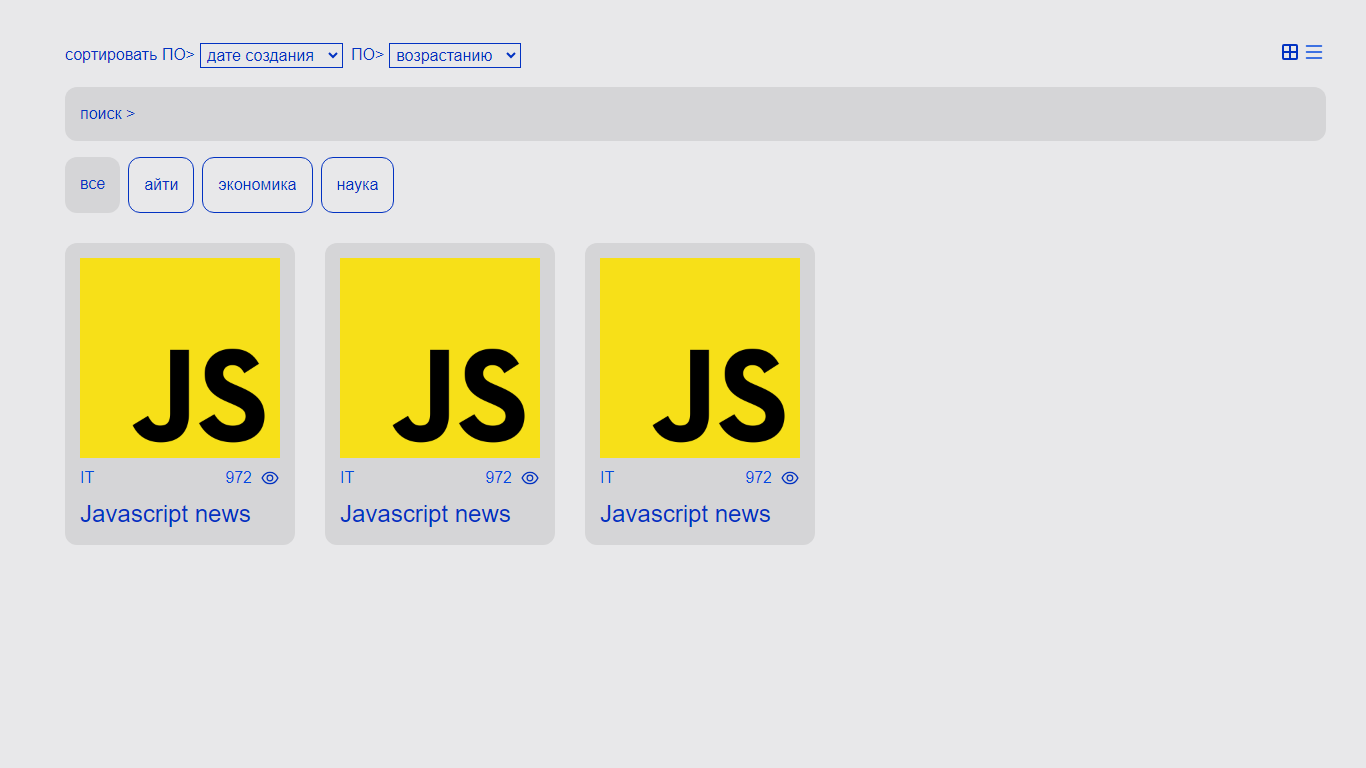 сортировать ПО> дате создания ПО> возрастанию
поиск >
все айти экономика наука
JS JS JS
IT 972 IT 972 IT 972
Javascript news Javascript news Javascript news